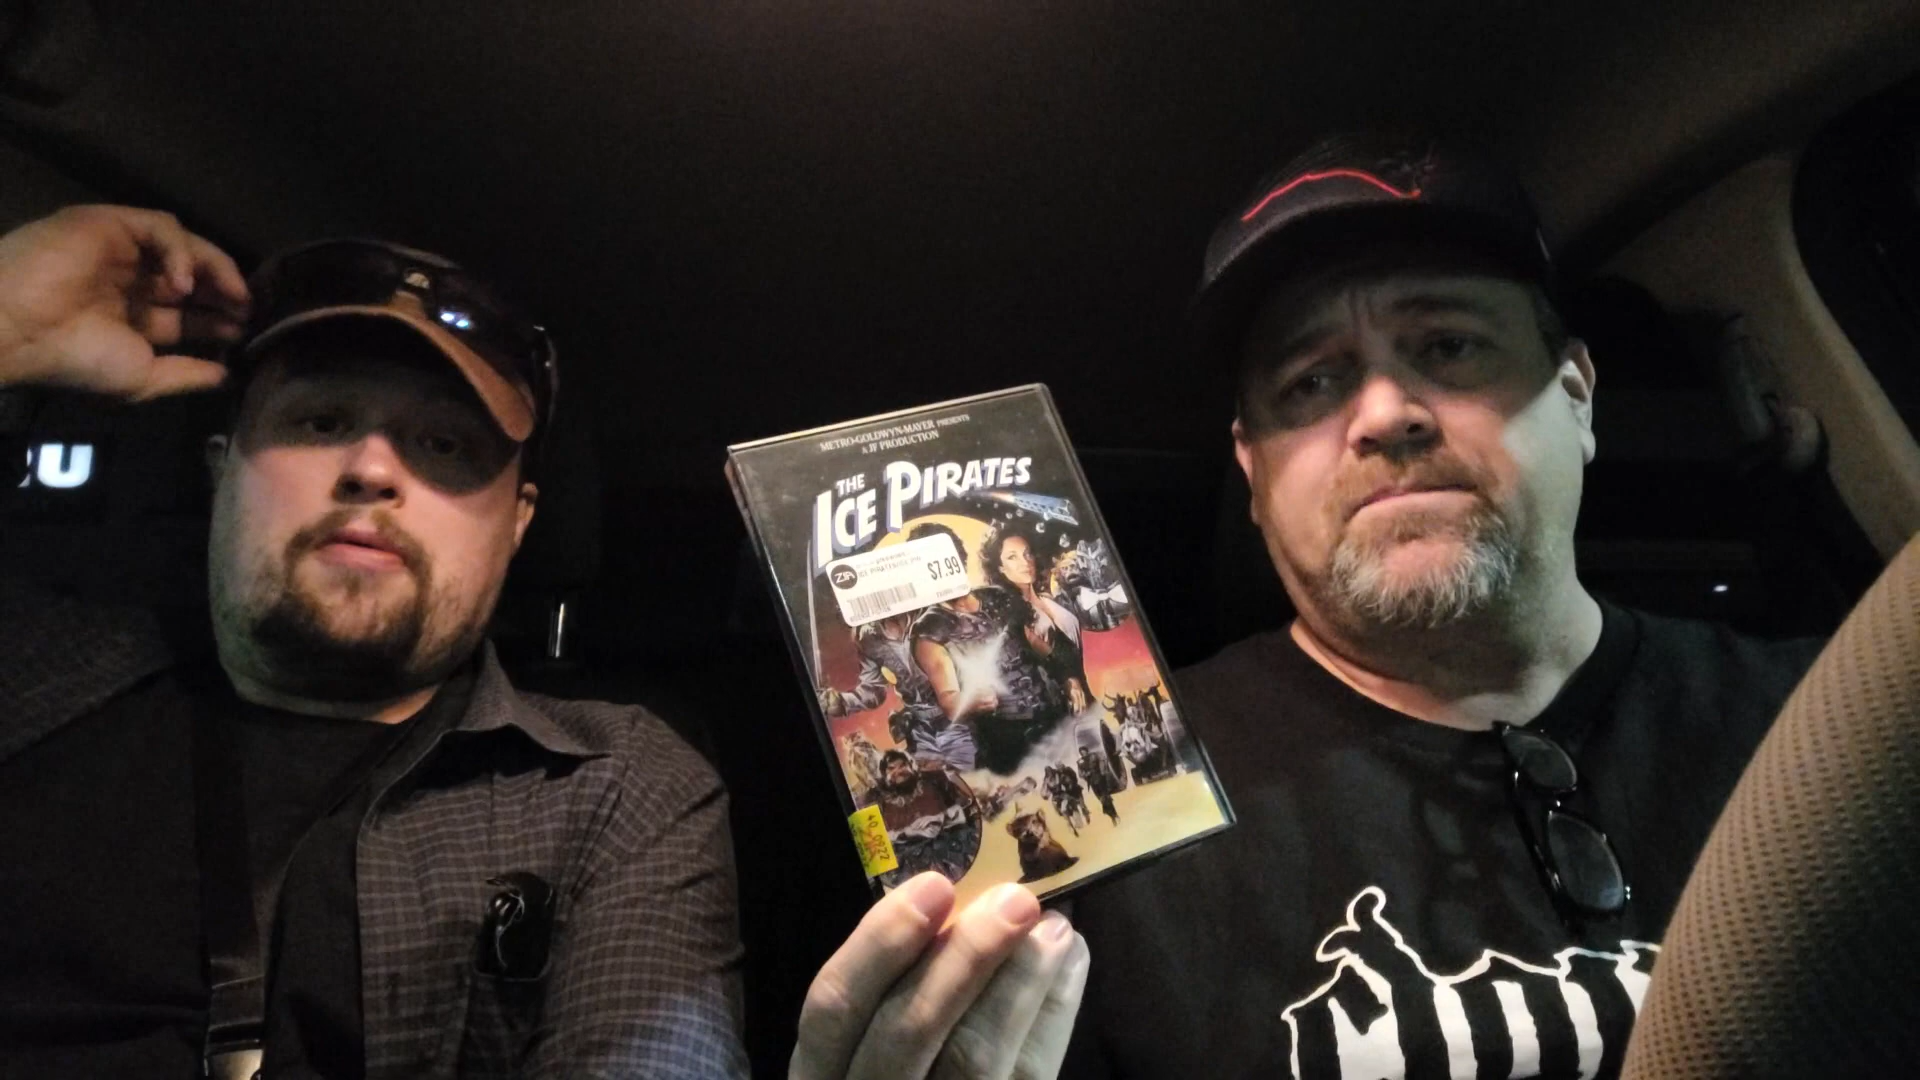 U
METRO-GOLDWYN-MAYER PRESENTS
A JF PRODUCTION
THE
ICE PIRATES
ZIA
$7.99